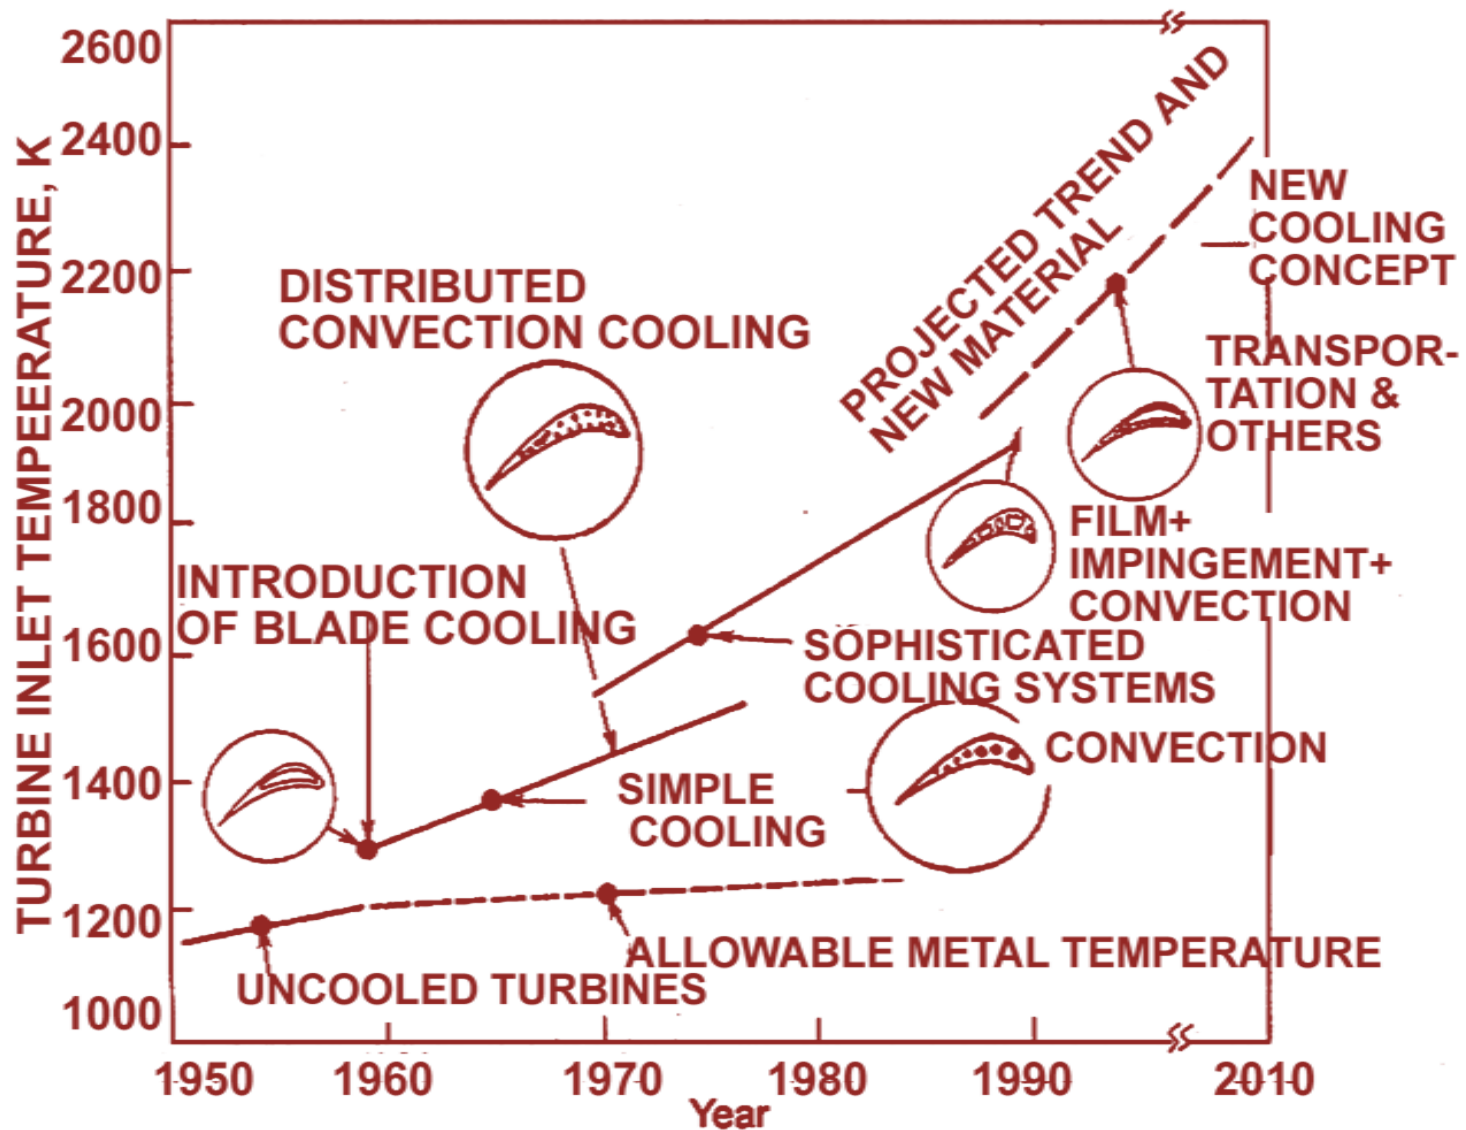 2600
2400
2200
2000
1800
1600
1400
1200
1000
TURBINE INLET TEMPEERATURE, K
DISTRIBUTED
CONVECTION COOLING
INTRODUCTION
OF BLADE COOLING
PROJECTED TREND AND
NEW MATERIAL
NEW
COOLING
CONCEPT
TRANSPOR-
TATION &
OTHERS
FILM+
IMPINGEMENT+
CONVECTION
SOPHISTICATED
COOLING SYSTEMS
CONVECTION
SIMPLE
COOLING
ALLOWABLE METAL TEMPERATURE
UNCOOLED TURBINES
1950 1960 1970 1980 1990 2010
Year